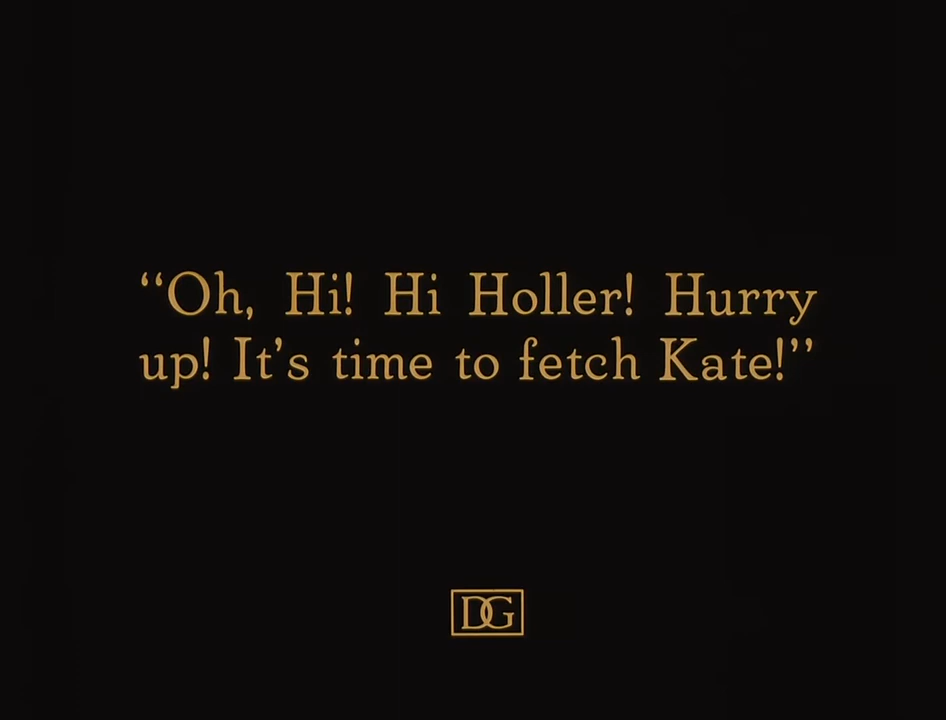 “Oh, Hi! Hi Holler! Hurry
up! It’s time to fetch Kate!”
DG